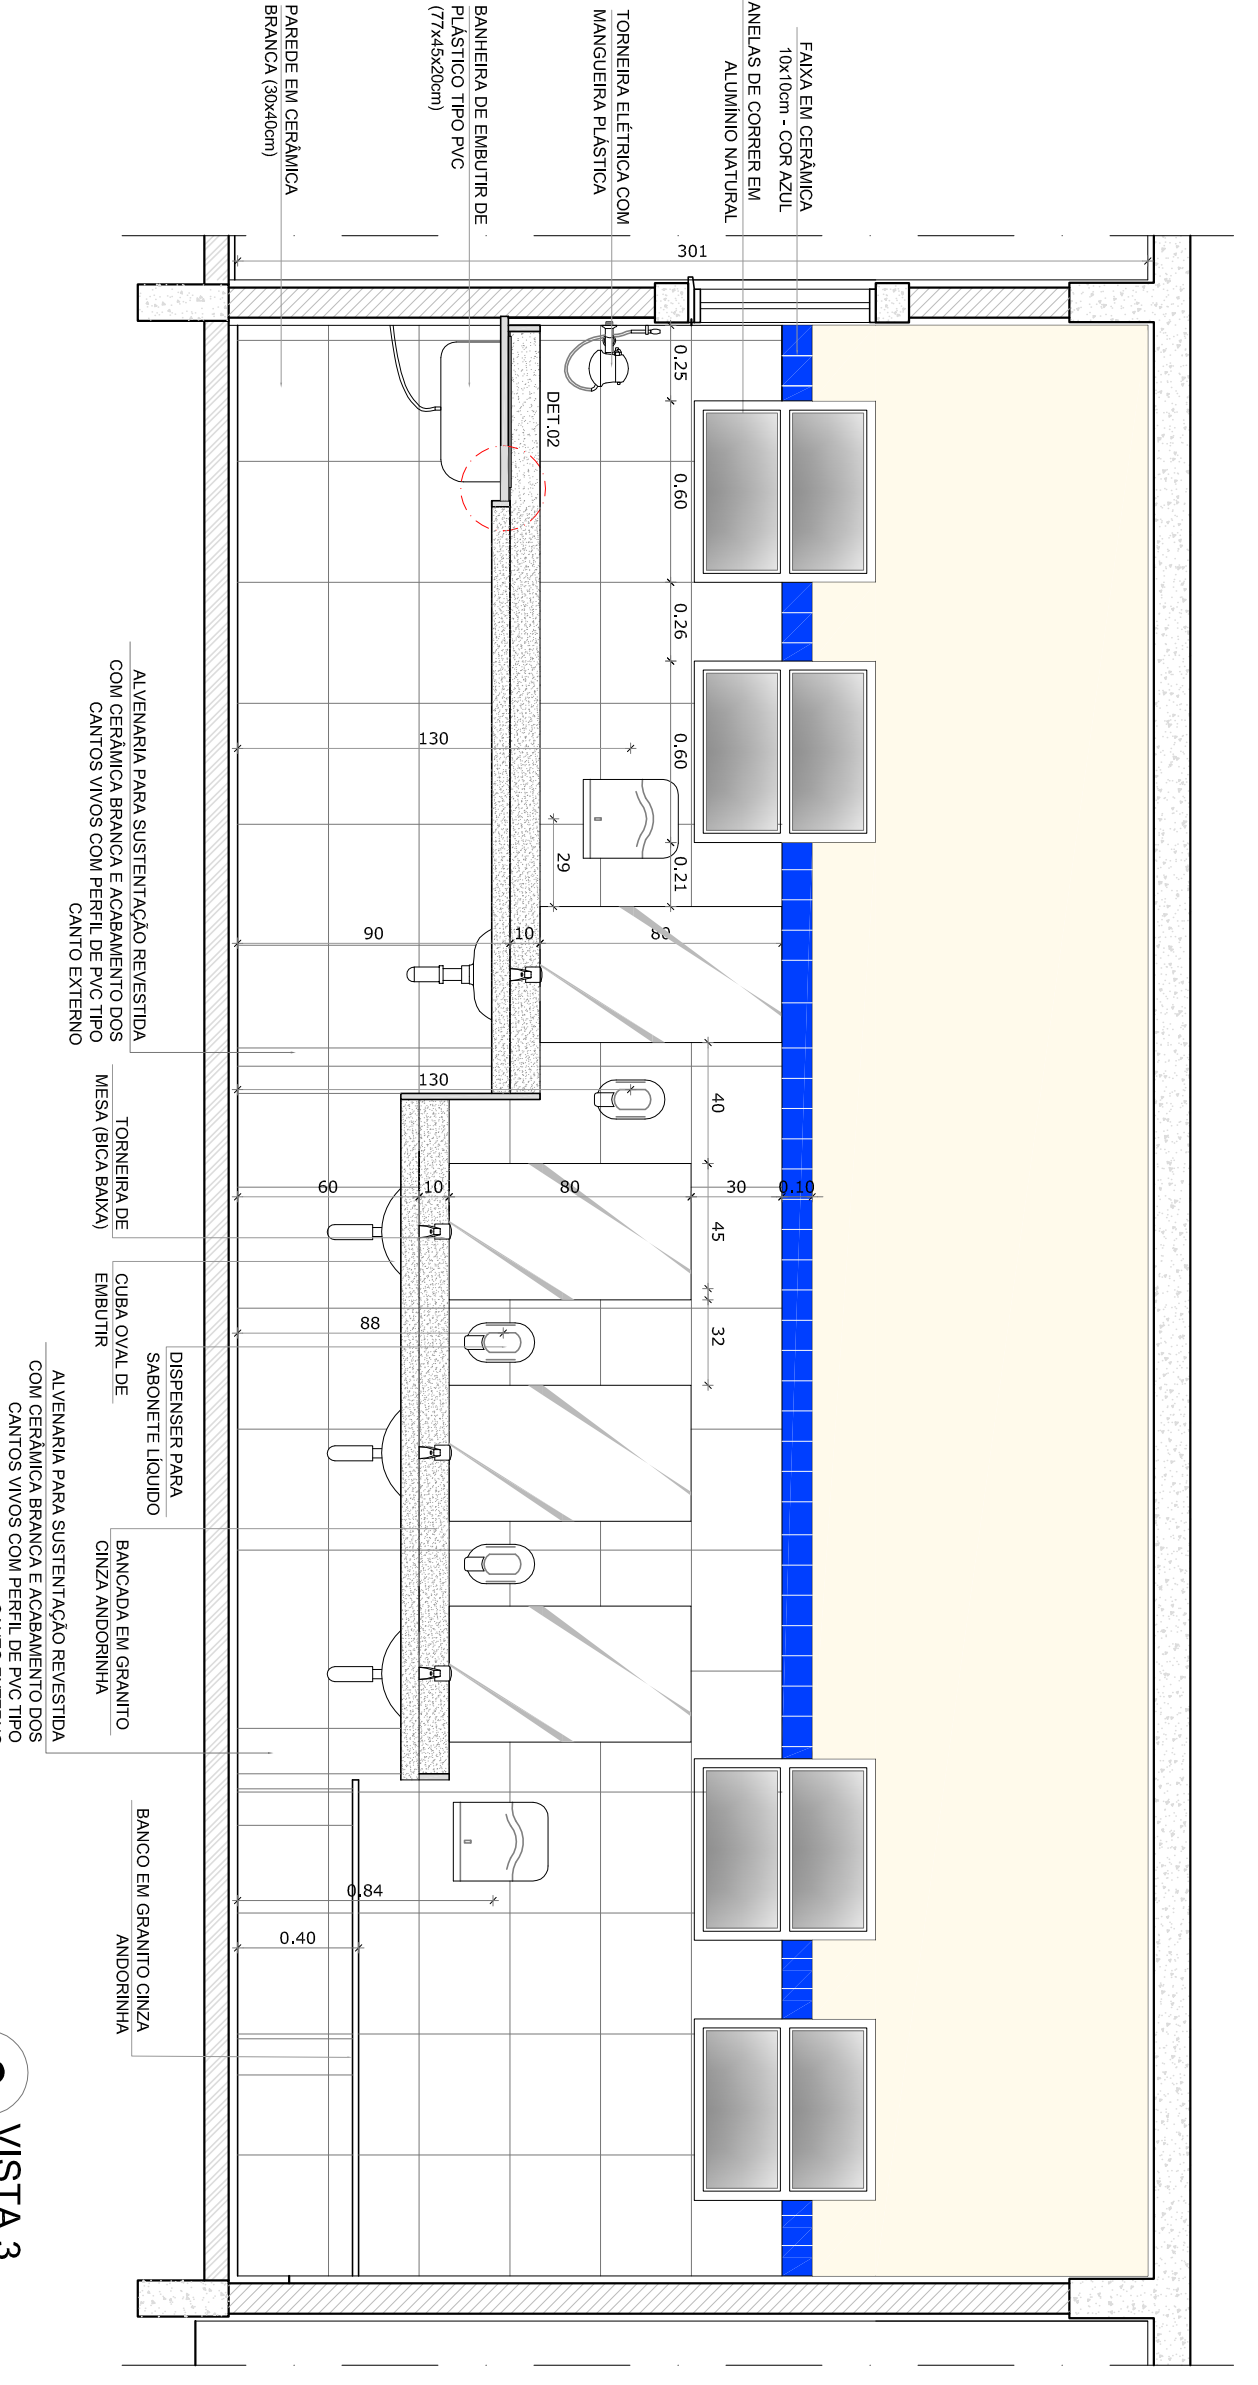 FAIXA EM CERÂMICA
10x10cm - COR AZUL
ANELAS DE CORRER EM
ALUMÍNIO NATURAL
TORNEIRA ELÉTRICA COM
MANGUEIRA PLÁSTICA
BANHEIRA DE EMBUTIR DE
PLÁSTICO TIPO PVC
(77x45x20cm)
PAREDE EM CERÂMICA
BRANCA (30x40cm)
301
0.25
0.60
0.26
0.60
0.21
DET.02
130
29
90
10
80
130
40
60
10
80
30
0.10
45
32
88
0.84
0.40
ALVENARIA PARA SUSTENTAÇÃO REVESTIDA
COM CERÂMICA BRANCA E ACABAMENTO DOS
CANTOS VIVOS COM PERFIL DE PVC TIPO
CANTO EXTERNO
TORNEIRA DE
MESA (BICA BAIXA)
CUBA OVAL DE
EMBUTIR
DISPENSER PARA
SABONETE LÍQUIDO
BANCADA EM GRANITO
CINZA ANDORINHA
ALVENARIA PARA SUSTENTAÇÃO REVESTIDA
COM CERÂMICA BRANCA E ACABAMENTO DOS
CANTOS VIVOS COM PERFIL DE PVC TIPO
BANCO EM GRANITO CINZA
ANDORINHA
VISTA 3